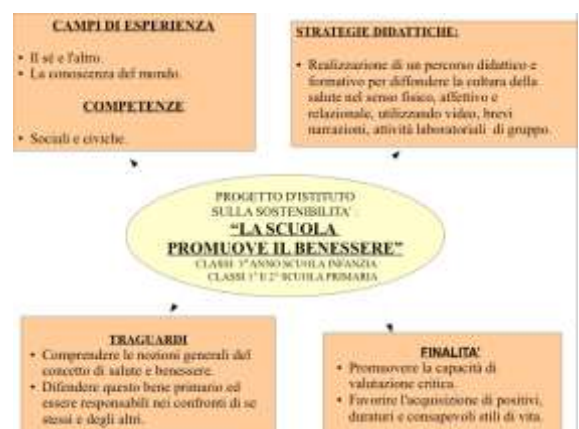 CAMPI DI ESPERIENZA
• Il sé e l'altro.
• La conoscenza del mondo.
COMPETENZE
• Sociali e civiche.
STRATEGIE DIDATTICHE:
• Realizzazione di un percorso didattico e
formativo per diffondere la cultura della
salute nel senso fisico, affettivo e
relazionale, utilizzando video, brevi
narrazioni, attività laboratoriali di gruppo.
PROGETTO D'ISTITUTO
SULLA SOSTENIBILITA' :
"LA SCUOLA
PROMUOVE IL BENESSERE"
CLASSI 3° ANNO SCUOLA INFANZIA
CLASSI 1° E 2° SCUOLA PRIMARIA
TRAGUARDI
• Comprendere le nozioni generali del
concetto di salute e benessere.
• Difendere questo bene primario ed
essere responsabili nei confronti di se
stessi e degli altri.
FINALITA'
• Promuovere la capacità di
valutazione critica.
• Favorire l'acquisizione di positivi,
duraturi e consapevoli stili di vita.